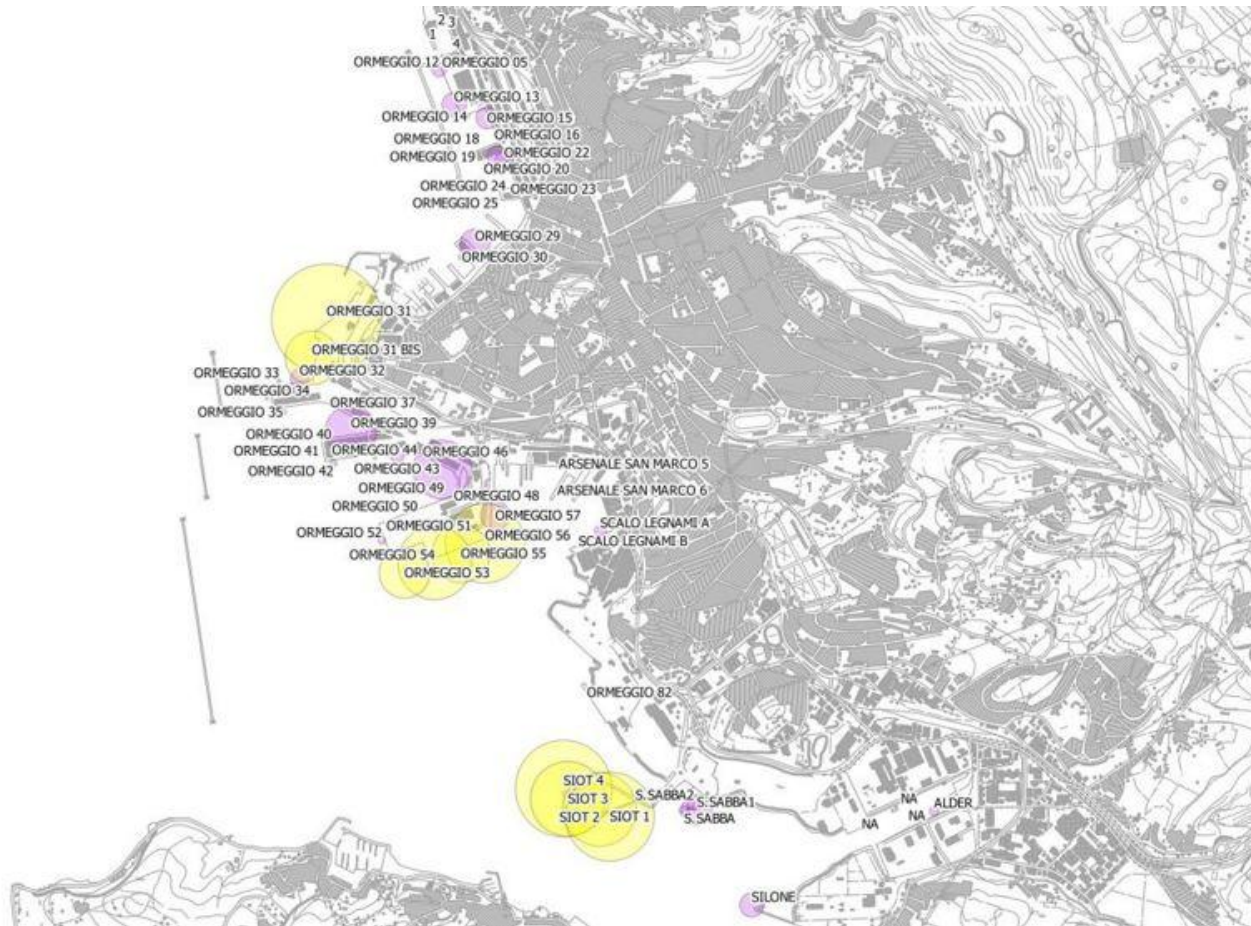 2
3
1
4
ORMEGGIO 12
ORMEGGIO 05
ORMEGGIO 13
ORMEGGIO 14
ORMEGGIO 15
ORMEGGIO 16
ORMEGGIO 18
ORMEGGIO 22
ORMEGGIO 19
ORMEGGIO 20
ORMEGGIO 24
ORMEGGIO 23
ORMEGGIO 25
ORMEGGIO 29
ORMEGGIO 30
ORMEGGIO 31
ORMEGGIO 31 BIS
ORMEGGIO 32
ORMEGGIO 33
ORMEGGIO 34
ORMEGGIO 37
ORMEGGIO 35
ORMEGGIO 39
ORMEGGIO 40
ORMEGGIO 41
ORMEGGIO 44
ORMEGGIO 46
ORMEGGIO 42
ORMEGGIO 43
ARSENALE SAN MARCO 5
ORMEGGIO 49
ARSENALE SAN MARCO 6
ORMEGGIO 48
ORMEGGIO 50
ORMEGGIO 57
ORMEGGIO 51
SCALO LEGNAMI A
ORMEGGIO 52
ORMEGGIO 56
SCALO LEGNAMI B
ORMEGGIO 54
ORMEGGIO 55
ORMEGGIO 53
ORMEGGIO 82
SIOT 4
SIOT 3
S.SABBA2
S.SABBA1
NA
ALDER
SIOT 2
SIOT 1
S.SABBA
NA
NA
SILONE